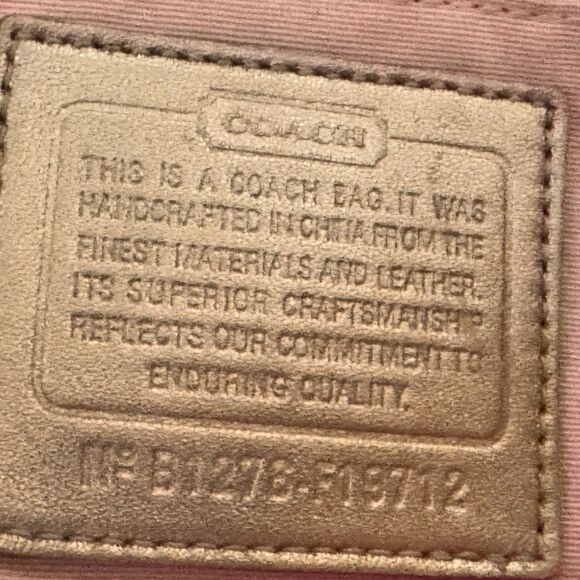 COACH
THIS IS A COACH BAG. IT WAS
HANDCRAFTED IN CHINA FROM THE
FINEST MATERIALS AND LEATHER.
ITS SUPERIOR CRAFTSMANSHIP
REFLECTS OUR COMMITMENT TO
ENDURING QUALITY.
Nº B1278-F13712